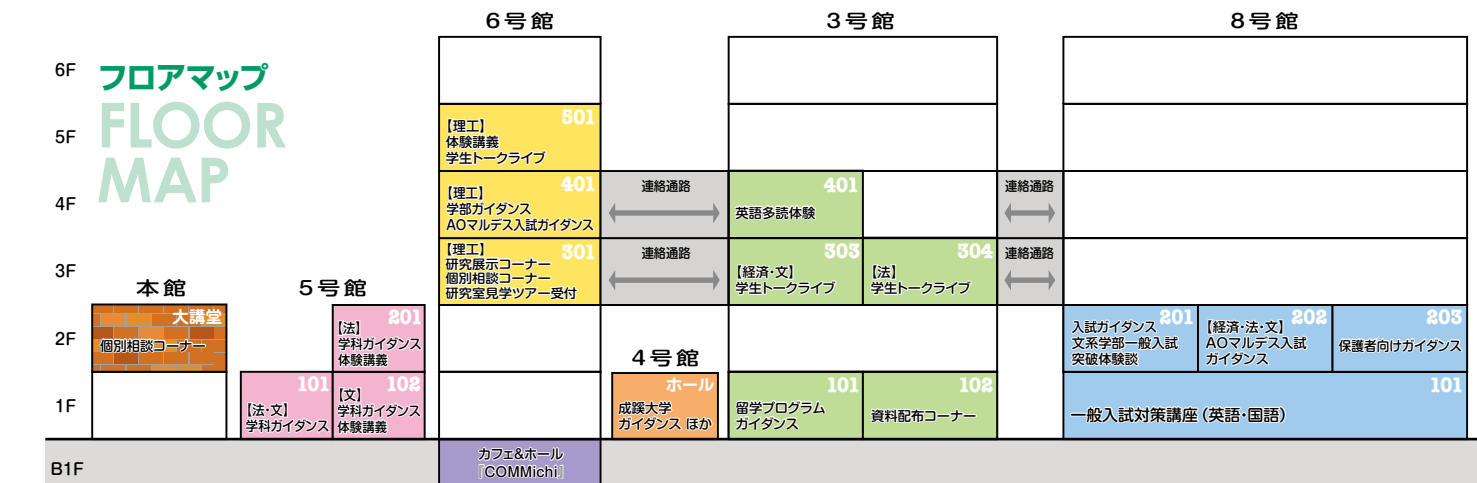 フロアマップ
FLOOR
MAP
6F
5F
4F
3F
2F
1F
B1F
本館
大講堂
個別相談コーナー
5号館
201
【法】
学科ガイダンス
体験講義
101
【法・文】
学科ガイダンス
102
【文】
学科ガイダンス
体験講義
6号館
501
【理工】
体験講義
学生トークライブ
401
【理工】
学部ガイダンス
AOマルデス入試ガイダンス
301
【理工】
研究展示コーナー
個別相談コーナー
研究室見学ツアー受付
カフェ&ホール
『COMMichi』
連絡通路
連絡通路
4号館
ホール
成蹊大学
ガイダンス ほか
3号館
401
英語多読体験
303
【経済・文】
学生トークライブ
304
【法】
学生トークライブ
101
留学プログラム
ガイダンス
102
資料配布コーナー
連絡通路
連絡通路
8号館
201
入試ガイダンス
文系学部一般入試
突破体験談
202
【経済・法・文】
AOマルデス入試
ガイダンス
203
保護者向けガイダンス
101
一般入試対策講座（英語・国語）